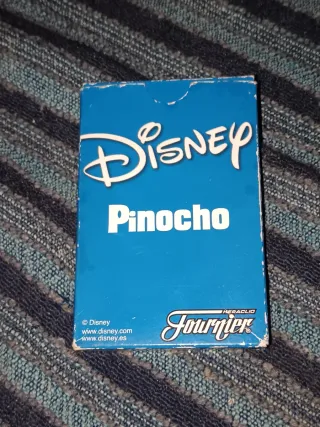 Disney
Pinocho
© Disney
www.disney.com
www.disney.es
HERACLIO
Fournier